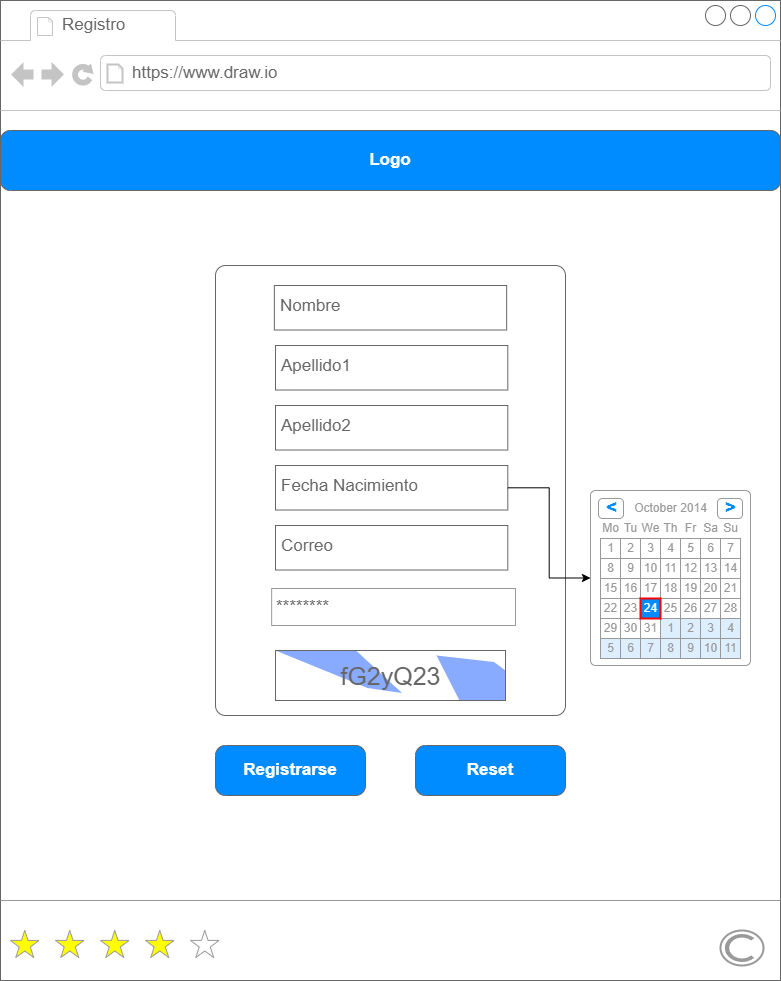 Registro
https://www.draw.io
Logo
Nombre
Apellido1
Apellido2
Fecha Nacimiento
Correo
********
fG2yQ23
< October 2014 >
Mo Tu We Th Fr Sa Su
1 2 3 4 5 6 7
8 9 10 11 12 13 14
15 16 17 18 19 20 21
22 23 24 25 26 27 28
29 30 31 1 2 3 4
5 6 7 8 9 10 11
Registrarse Reset
©